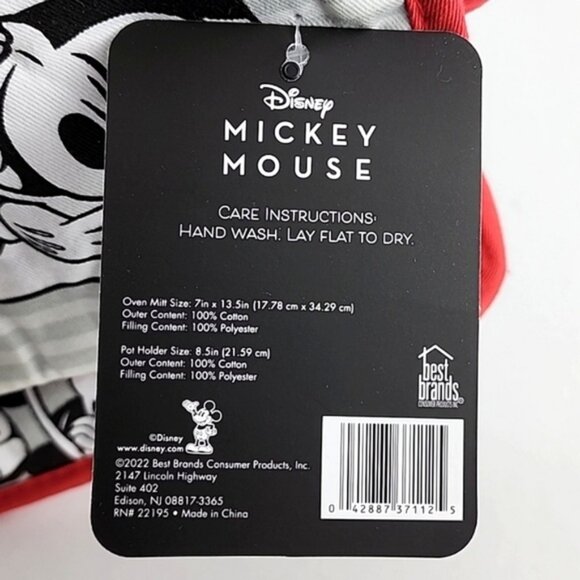 Disney
MICKEY
MOUSE
CARE INSTRUCTIONS:
HAND WASH. LAY FLAT TO DRY.
Oven Mitt Size: 7in x 13.5in (17.78 cm x 34.29 cm)
Outer Content: 100% Cotton
Filling Content: 100% Polyester
Pot Holder Size: 8.5in (21.59 cm)
Outer Content: 100% Cotton
Filling Content: 100% Polyester
best
brands®
CONSUMER PRODUCTS INC.
©Disney
www.disney.com
©2022 Best Brands Consumer Products, Inc.
2147 Lincoln Highway
Suite 402
Edison, NJ 08817-3365
RN# 22195 • Made in China
0 42887 37112 5